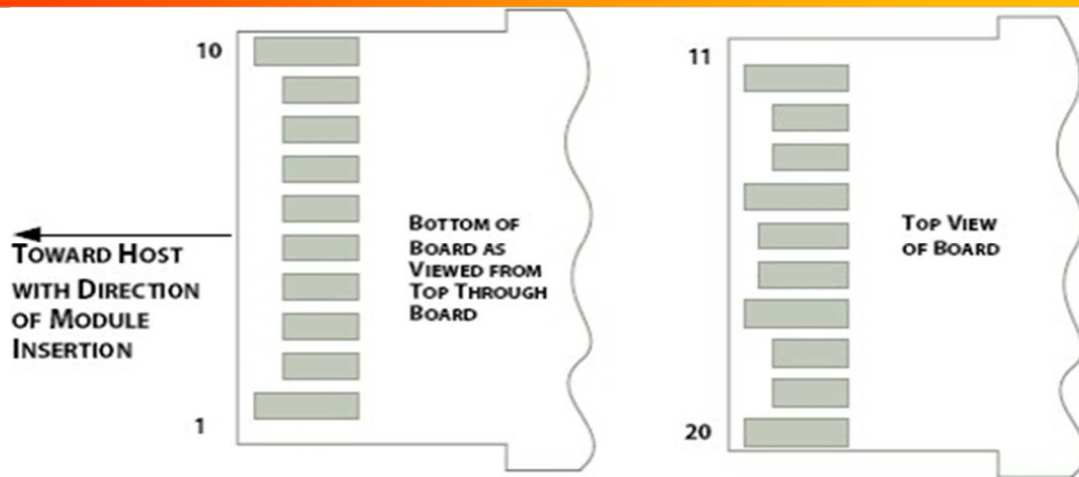 10
BOTTOM OF
BOARD AS
VIEWED FROM
TOP THROUGH
BOARD
TOWARD HOST
WITH DIRECTION
OF MODULE
INSERTION
1
11
TOP VIEW
OF BOARD
20